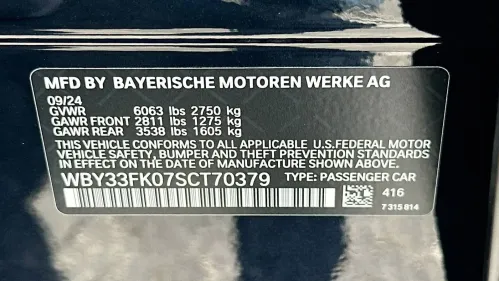 MFD BY BAYERISCHE MOTOREN WERKE AG
09/24
GVWR 6063 lbs 2750 kg
GAWR FRONT 2811 lbs 1275 kg
GAWR REAR 3538 lbs 1605 kg
THIS VEHICLE CONFORMS TO ALL APPLICABLE U.S.FEDERAL MOTOR
VEHICLE SAFETY, BUMPER, AND THEFT PREVENTION STANDARDS
IN EFFECT ON THE DATE OF MANUFACTURE SHOWN ABOVE.
WBY33FK07SCT70379 TYPE: PASSENGER CAR
416
7 315 814